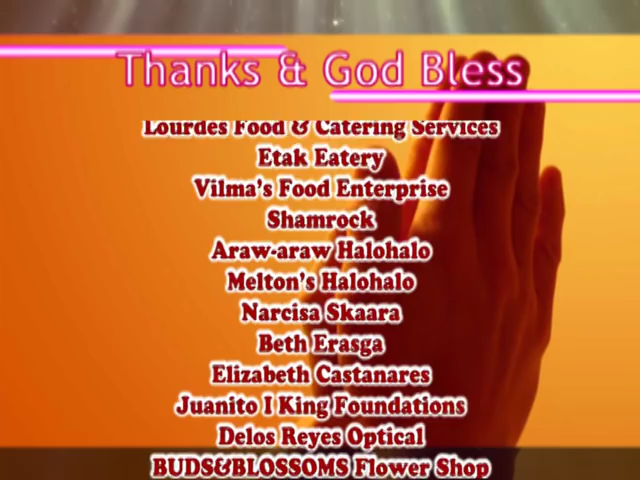 Thanks & God Bless
Lourdes Food & Catering Services
Etak Eatery
Vilma's Food Enterprise
Shamrock
Araw-araw Halohalo
Melton's Halohalo
Narcisa Skaara
Beth Erasga
Elizabeth Castanares
Juanito I King Foundations
Delos Reyes Optical
BUDS&BLOSSOMS Flower Shop